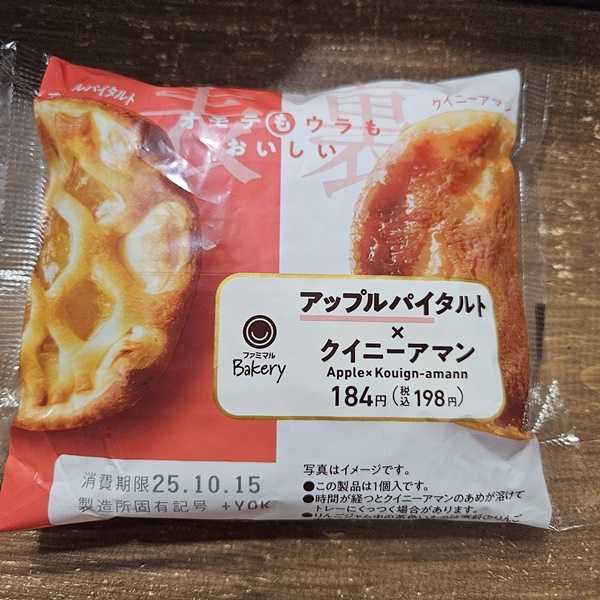 ルパイタルト
クイニーアマン
表裏
オモテもウラも
おいしい
アップルパイタルト
×
クイニーアマン
Apple×Kouign-amann
184円(税込198円)
ファミマル
Bakery
消費期限25.10.15
製造所固有記号 +YOK
写真はイメージです。
●この製品は1個入です。
●時間が経つとクイニーアマンのあめが溶けて
トレーにくっつく場合があります。